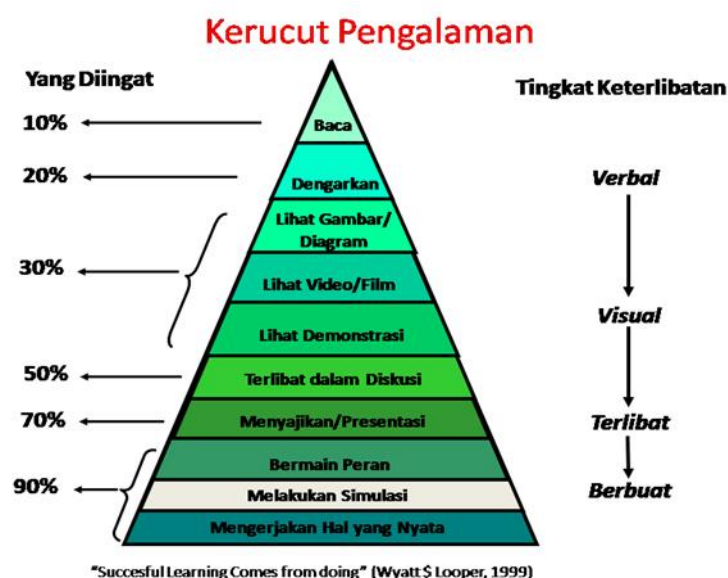 Kerucut Pengalaman
Yang Diingat
Tingkat Keterlibatan
10%
Baca
20%
Dengarkan
Verbal
Lihat Gambar/
Diagram
30%
Lihat Video/Film
Visual
Lihat Demonstrasi
50%
Terlibat dalam Diskusi
70%
Menyajikan/Presentasi
Terlibat
Bermain Peran
90%
Melakukan Simulasi
Berbuat
Mengerjakan Hal yang Nyata
“Succesful Learning Comes from doing” (Wyatt $ Looper, 1999)